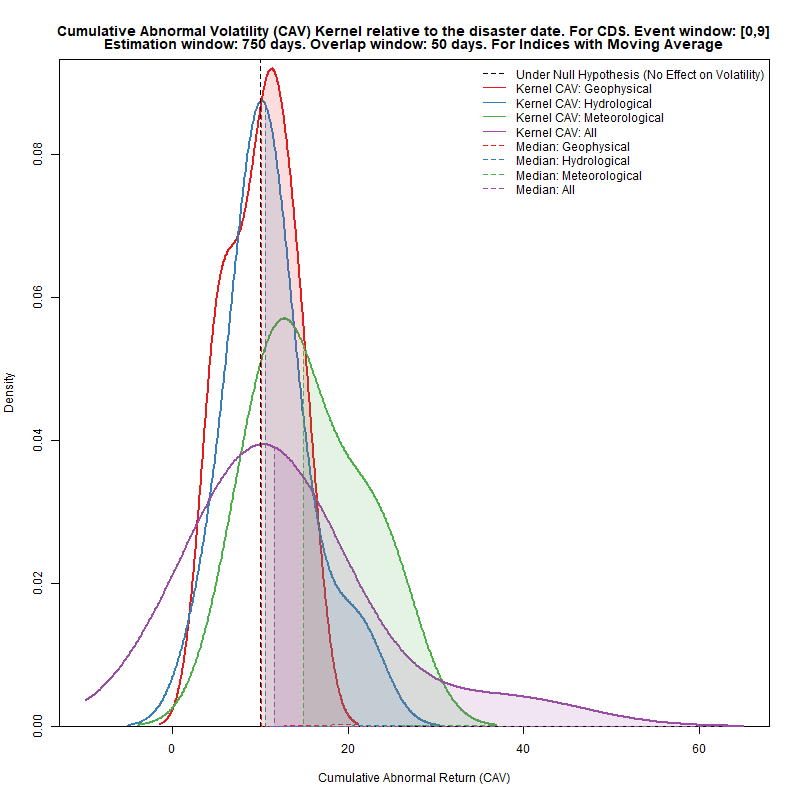 Cumulative Abnormal Volatility (CAV) Kernel relative to the disaster date. For CDS. Event window: [0,9]
Estimation window: 750 days. Overlap window: 50 days. For Indices with Moving Average
Under Null Hypothesis (No Effect on Volatility)
Kernel CAV: Geophysical
Kernel CAV: Hydrological
Kernel CAV: Meteorological
Kernel CAV: All
Median: Geophysical
Median: Hydrological
Median: Meteorological
Median: All
0.08
0.06
0.04
0.02
0.00
Density
0 20 40 60
Cumulative Abnormal Return (CAV)